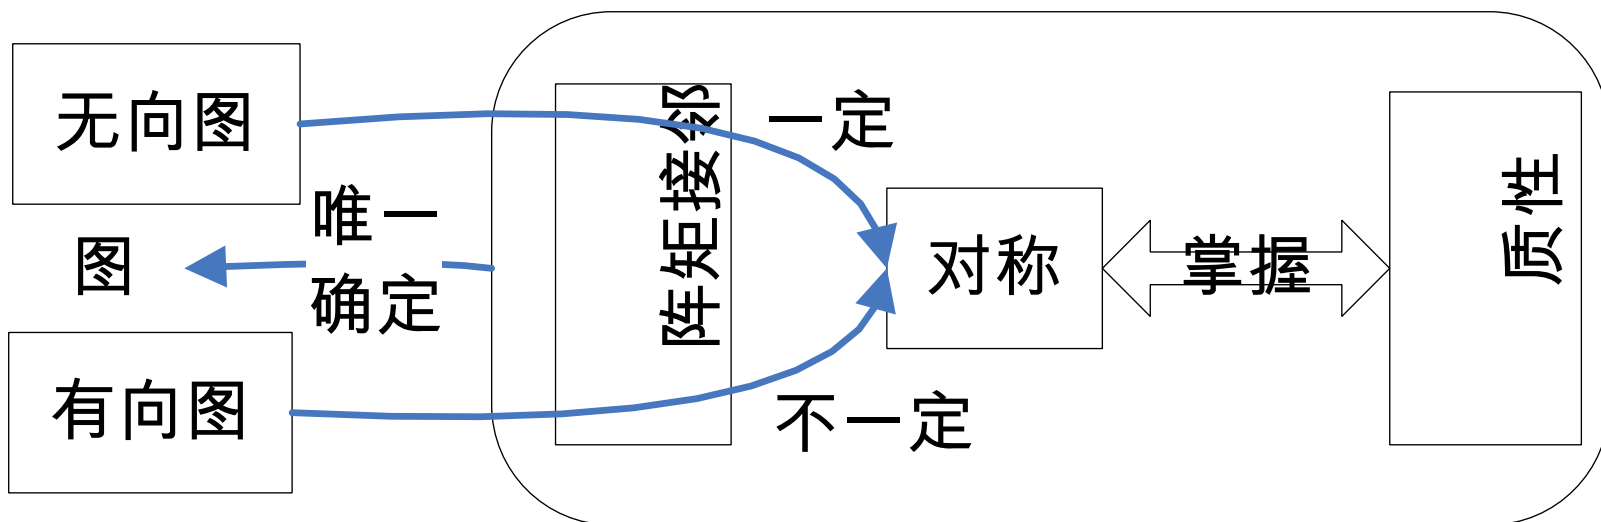 无向图
一定
邻接矩阵
唯一
确定
图
对称
掌握
性质
有向图
不一定